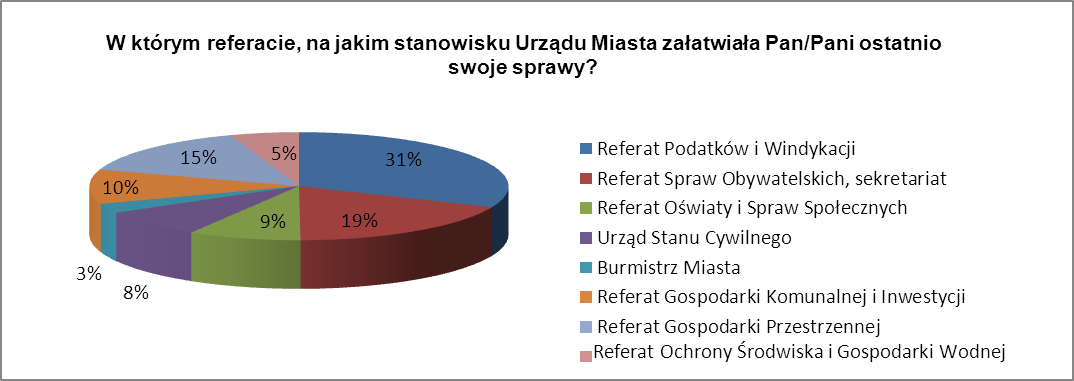 W którym referacie, na jakim stanowisku Urządu Miasta załatwiała Pan/Pani ostatnio
swoje sprawy?
31%
19%
9%
8%
3%
10%
15%
5%
Referat Podatków i Windykacji
Referat Spraw Obywatelskich, sekretariat
Referat Oświaty i Spraw Społecznych
Urząd Stanu Cywilnego
Burmistrz Miasta
Referat Gospodarki Komunalnej i Inwestycji
Referat Gospodarki Przestrzennej
Referat Ochrony Środwiska i Gospodarki Wodnej